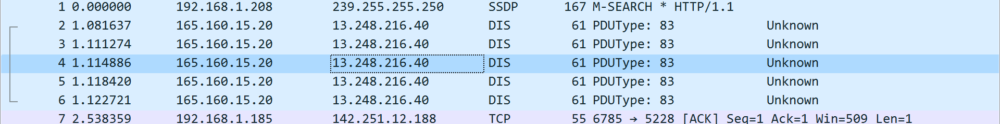 1 0.000000 192.168.1.208 239.255.255.250 SSDP 167 M-SEARCH * HTTP/1.1
2 1.081637 165.160.15.20 13.248.216.40 DIS 61 PDUType: 83 Unknown
3 1.111274 165.160.15.20 13.248.216.40 DIS 61 PDUType: 83 Unknown
4 1.114886 165.160.15.20 13.248.216.40 DIS 61 PDUType: 83 Unknown
5 1.118420 165.160.15.20 13.248.216.40 DIS 61 PDUType: 83 Unknown
6 1.122721 165.160.15.20 13.248.216.40 DIS 61 PDUType: 83 Unknown
7 2.538359 192.168.1.185 142.251.12.188 TCP 55 6785 → 5228 [ACK] Seq=1 Ack=1 Win=509 Len=1